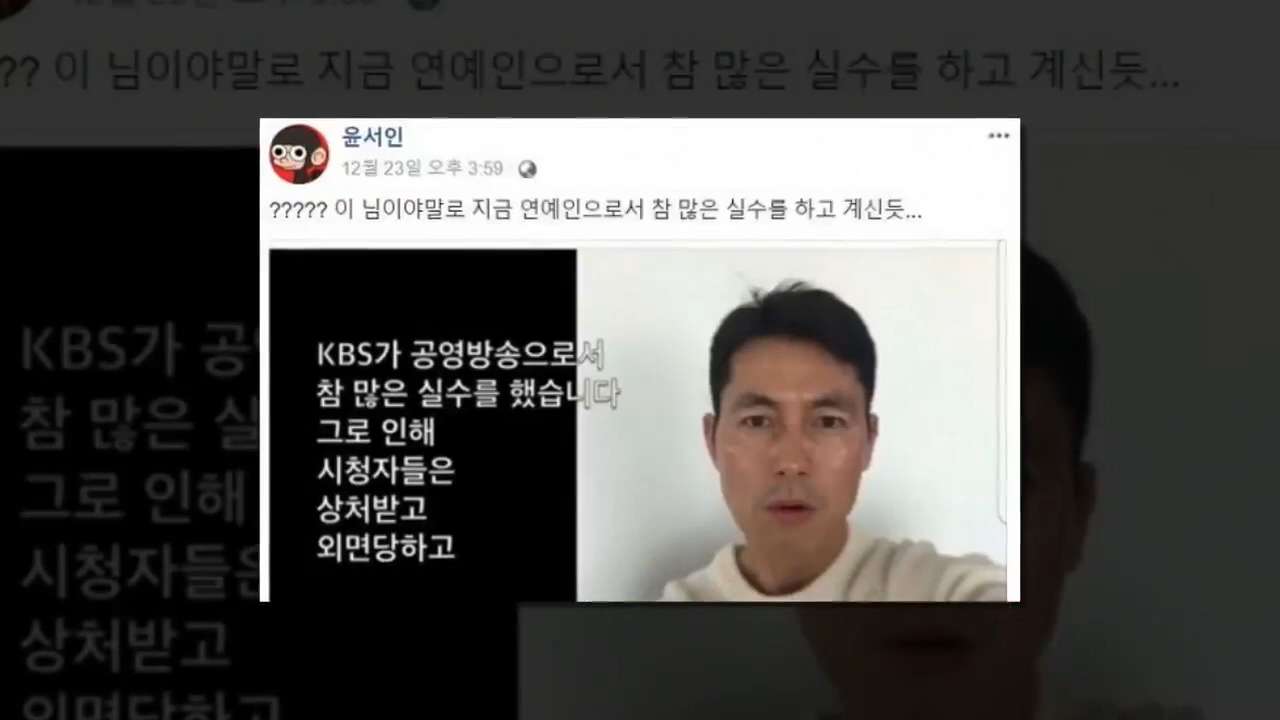 ?? 이 님이야말로 지금 연예인으로서 참 많은 실수를 하고 계신듯...
윤서인
12월 23일 오후 3:59
????? 이 님이야말로 지금 연예인으로서 참 많은 실수를 하고 계신듯...
KBS가 공영방송으로서
참 많은 실수를 했습니다
그로 인해
시청자들은
상처받고
외면당하고
KBS가 공
참 많은 실
그로 인해
시청자들은
상처받고
외면당하고